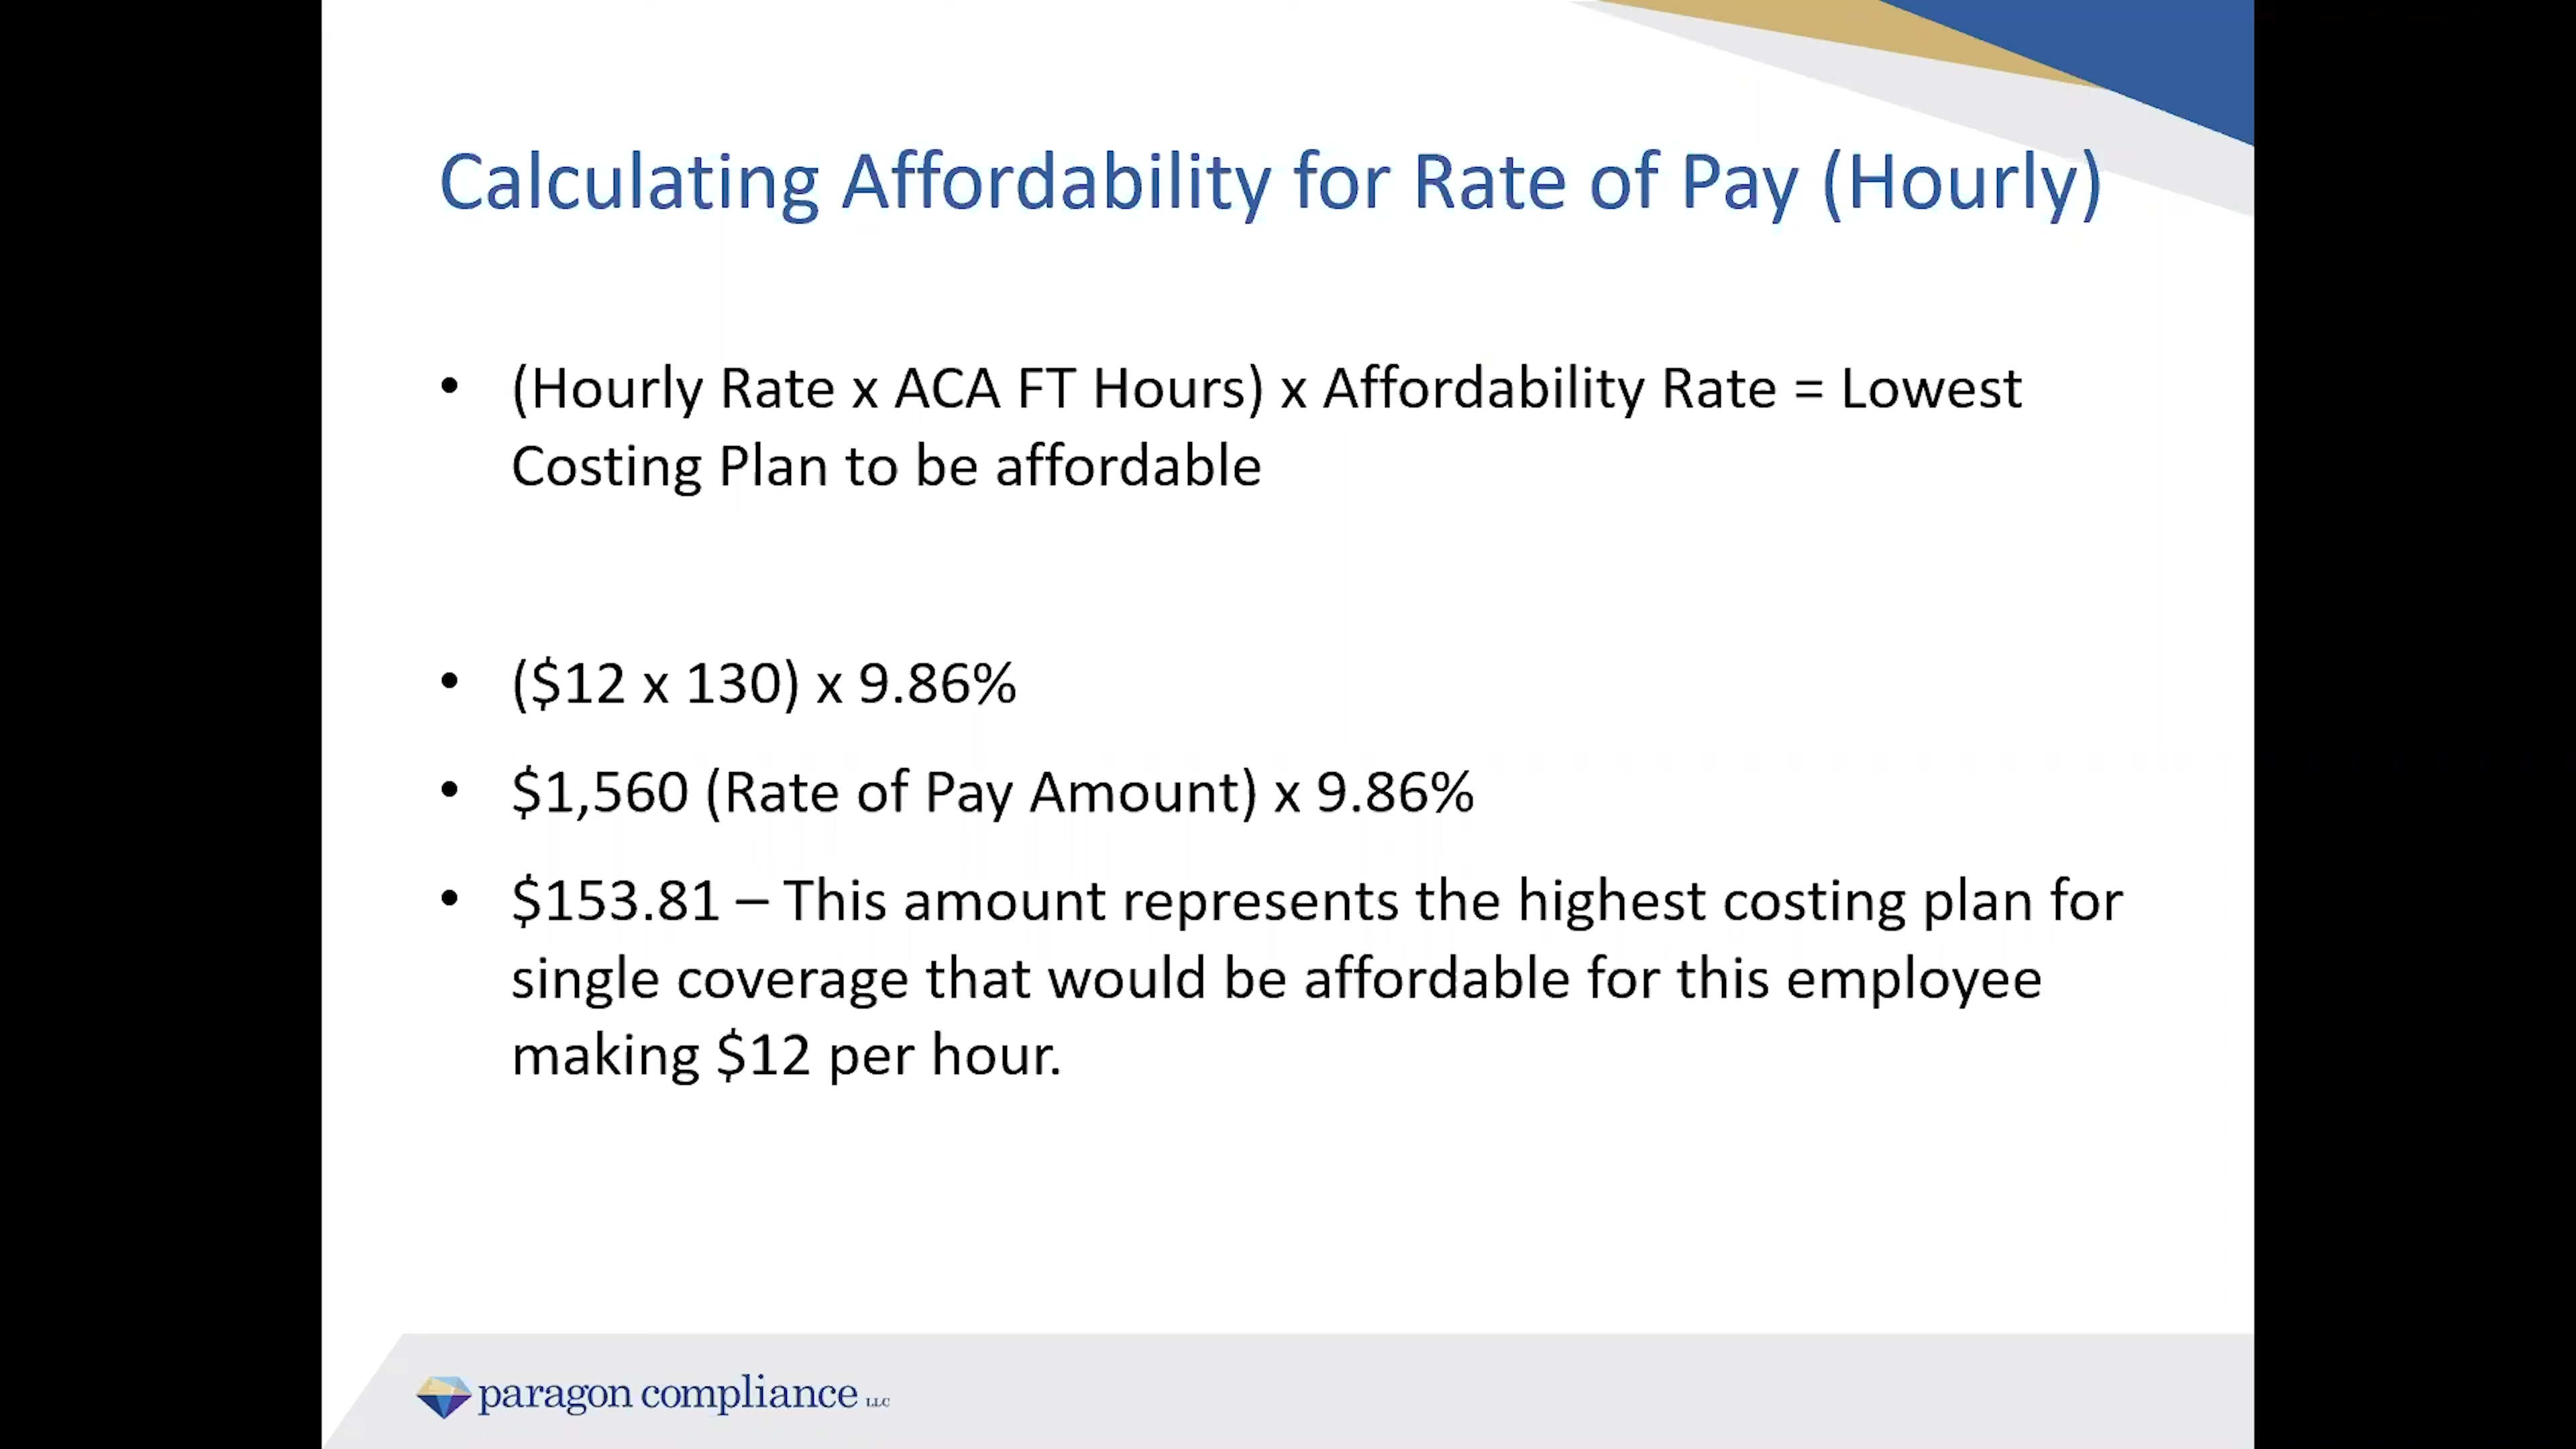 Calculating Affordability for Rate of Pay (Hourly)
• (Hourly Rate x ACA FT Hours) x Affordability Rate = Lowest
Costing Plan to be affordable
• ($12 x 130) x 9.86%
• $1,560 (Rate of Pay Amount) x 9.86%
• $153.81 – This amount represents the highest costing plan for
single coverage that would be affordable for this employee
making $12 per hour.
paragon compliance LLC